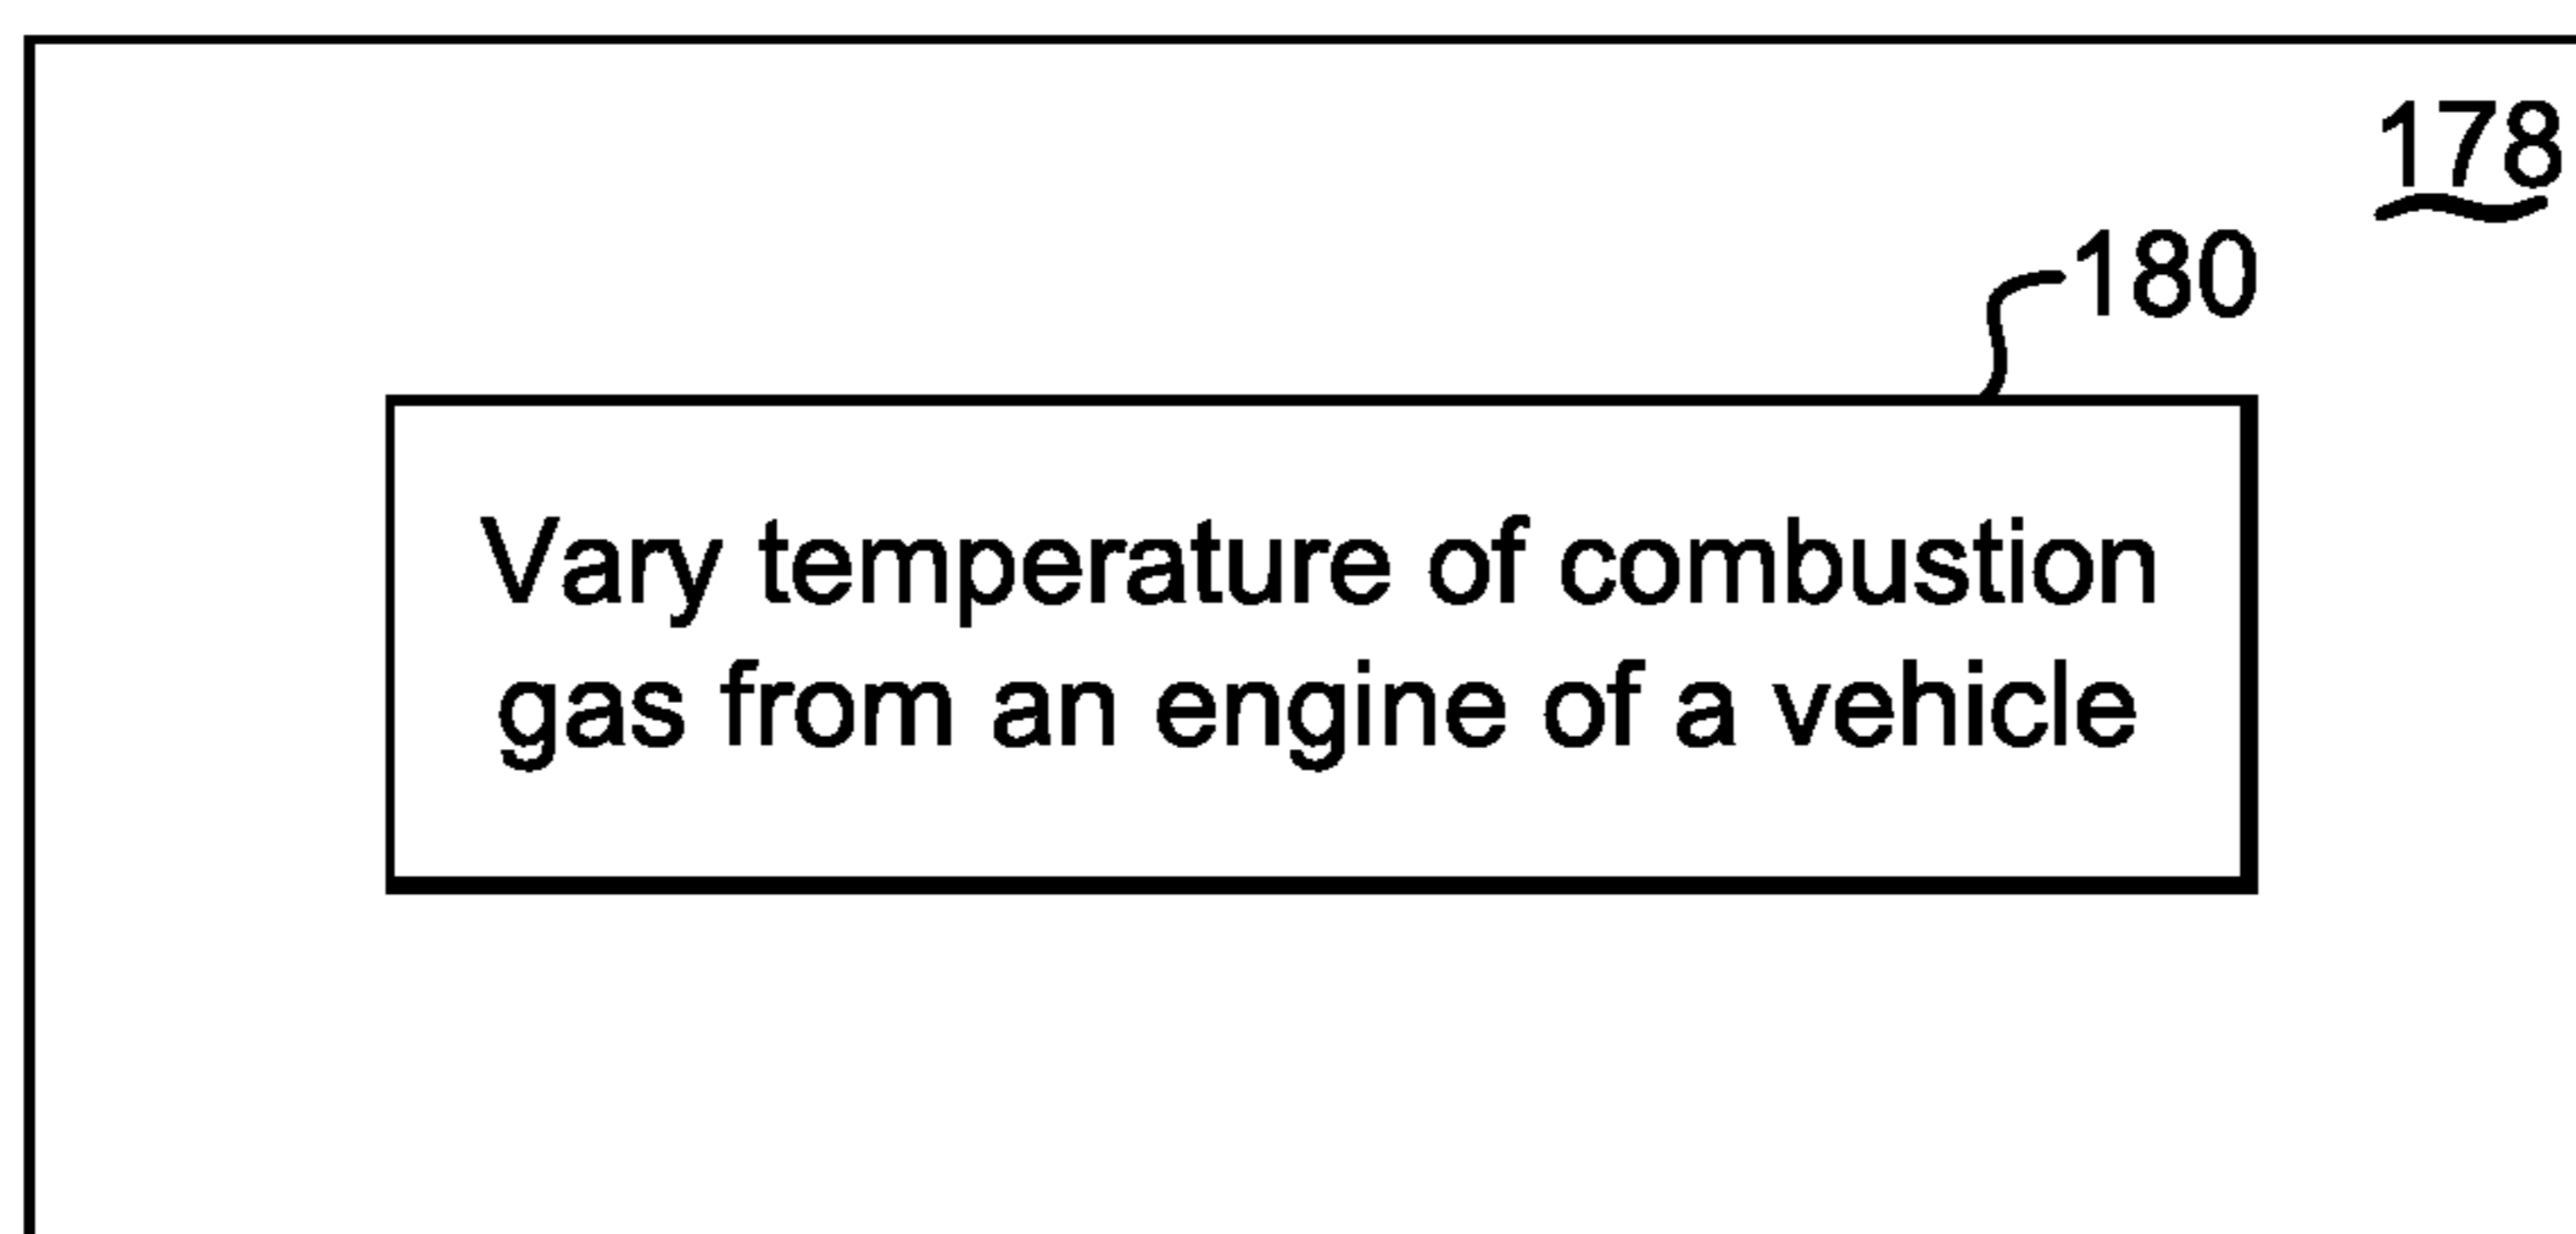 178
180
Vary temperature of combustion
gas from an engine of a vehicle